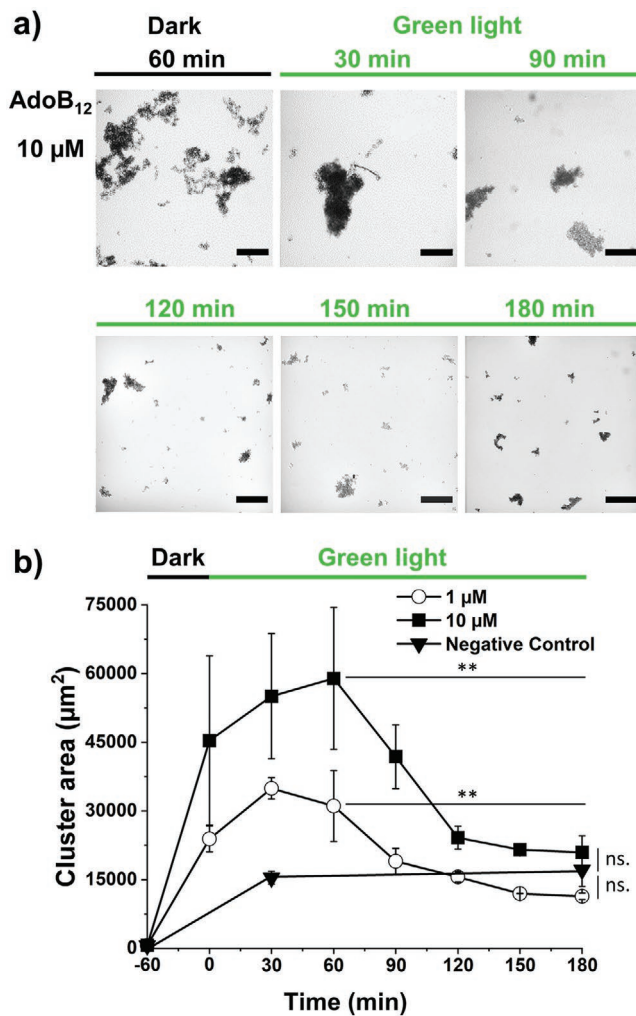 a)
Dark Green light
60 min 30 min 90 min
AdoB₁₂
10 µM
120 min 150 min 180 min
b)
Dark Green light
1 µM
10 µM
Negative Control
**
**
ns.
ns.
Cluster area (µm²)
75000
60000
45000
30000
15000
0
-60 0 30 60 90 120 150 180
Time (min)